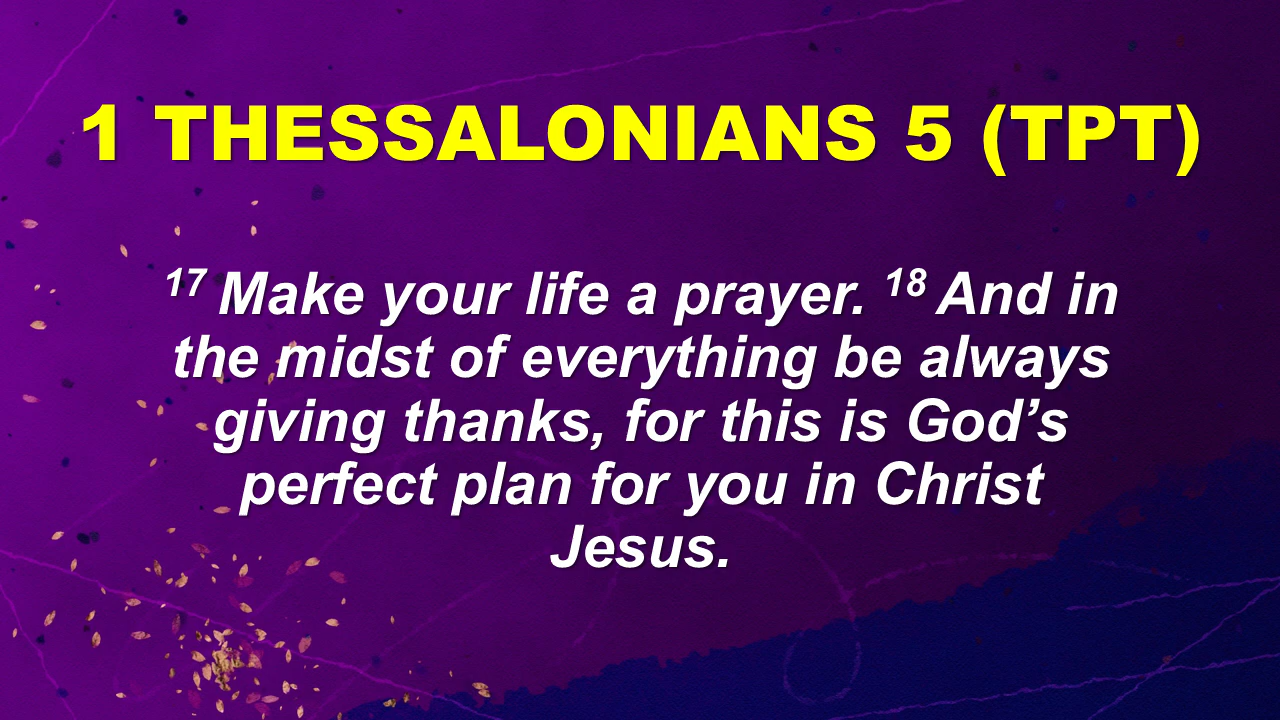 1 THESSALONIANS 5 (TPT)
17 Make your life a prayer. 18 And in
the midst of everything be always
giving thanks, for this is God’s
perfect plan for you in Christ
Jesus.